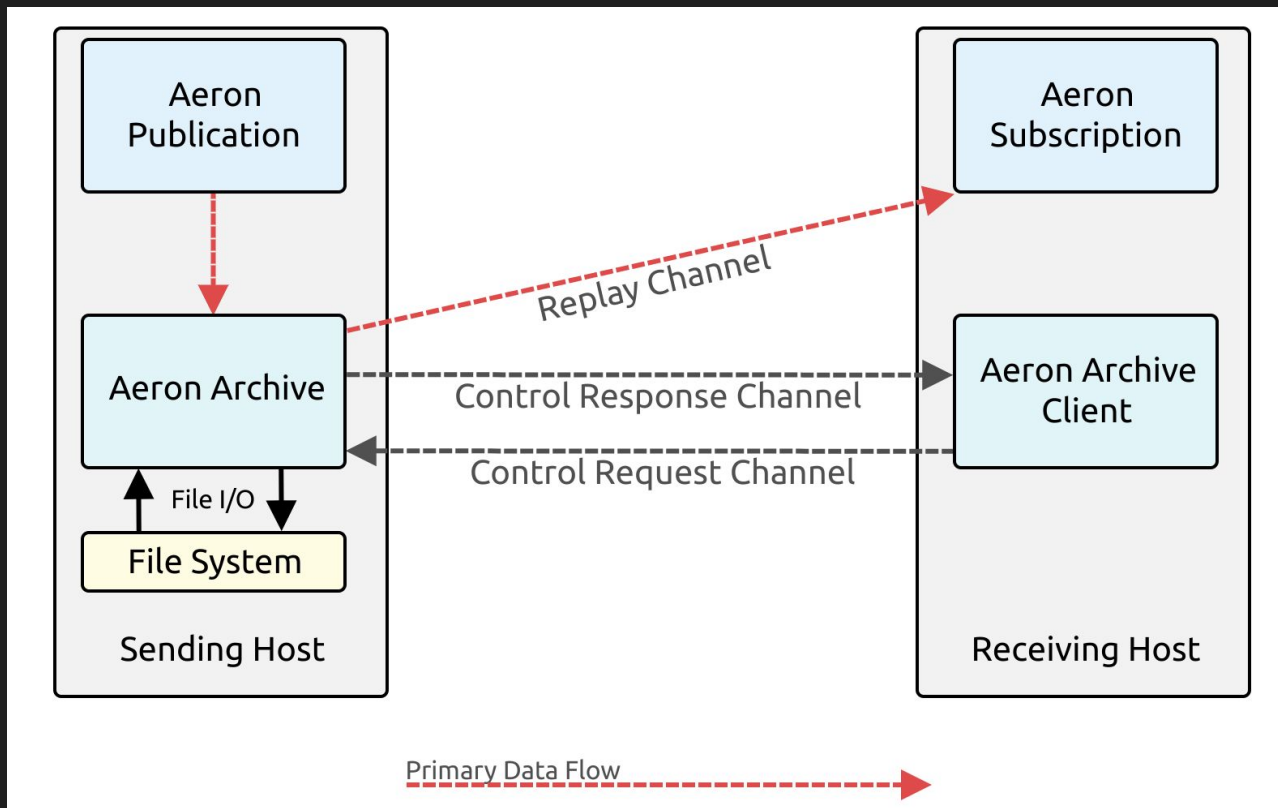 Aeron
Publication
Aeron
Subscription
Replay Channel
Aeron Archive
Control Response Channel
Aeron Archive
Client
Control Request Channel
File I/O
File System
Sending Host
Receiving Host
Primary Data Flow